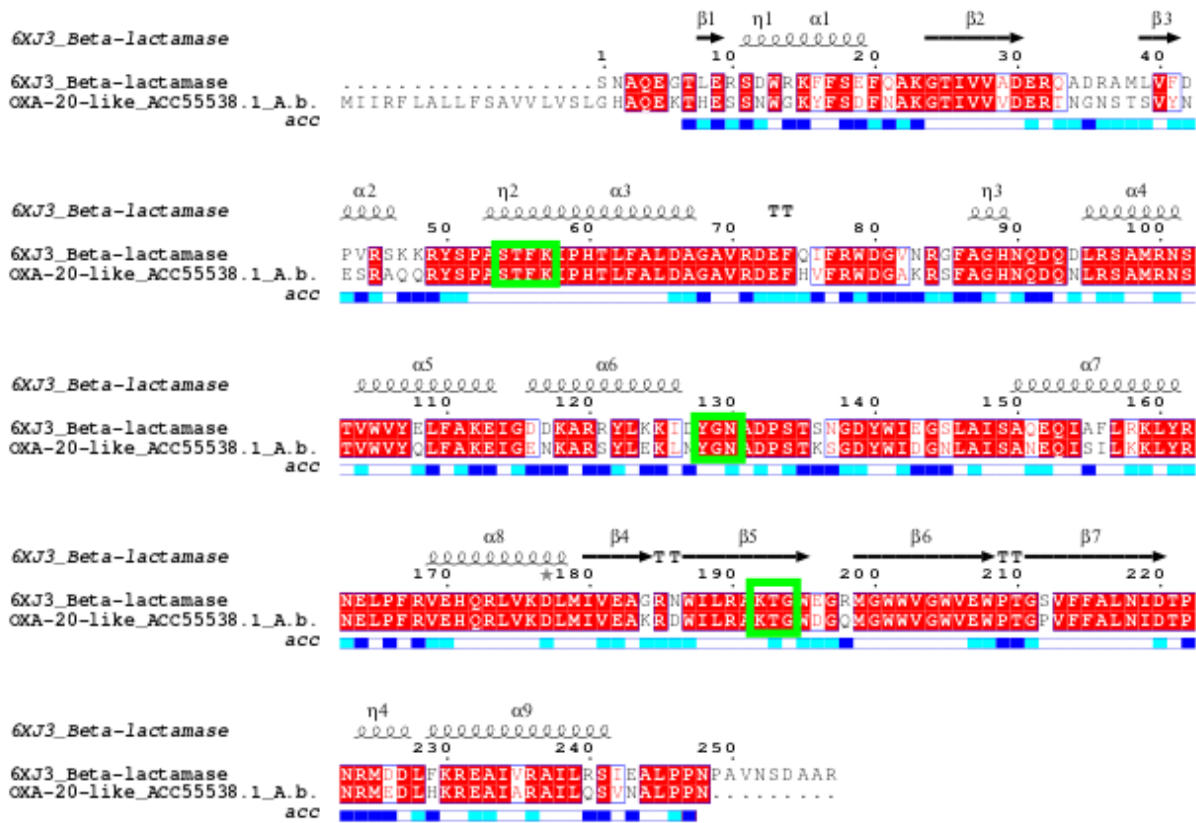 β1 η1 α1 β2 β3
6XJ3_Beta-lactamase
1 10 20 30 40
6XJ3_Beta-lactamase ..................SNAQEGTLERSDWRKFFSEFQAKGTIVVADERQADRAMLVFD
OXA-20-like_ACC55538.1_A.b. MIIRFLALLFSAVVLVSLGHAQEKTHESSNWGKYFSDFNAKGTIVVVDERTNGNSTSVYN
acc
α2 η2 α3 TT η3 α4
6XJ3_Beta-lactamase
50 60 70 80 90 100
6XJ3_Beta-lactamase PVRSKKRYSPASTFKIPHTLFALDAGAVRDEFQIFRWDGVNRGFAGHNQDQDLRSAMRNS
OXA-20-like_ACC55538.1_A.b. ESRAQQRYSPASTFKIPHTLFALDAGAVRDEFHVFRWDGAKRSFAGHNQDQNLRSAMRNS
acc
α5 α6 α7
6XJ3_Beta-lactamase
110 120 130 140 150 160
6XJ3_Beta-lactamase TVWVYELFAKEIGDDKARRYLKKIDYGNADPSTSNGDYWIEGSLAISAQEQIAFLRKLYR
OXA-20-like_ACC55538.1_A.b. TVWVYQLFAKEIGENKARSYLEKLNYGNADPSTKSGDYWIDGNLAISANEQISILKKLYR
acc
α8 β4 β5 β6 β7
6XJ3_Beta-lactamase TT TT
170 ★ 180 190 200 210 220
6XJ3_Beta-lactamase NELPFRVEHQRLVKDLMIVEAGRNWILRAKTGWEGRMGWWVGWVEWPTGSVFFALNIDTP
OXA-20-like_ACC55538.1_A.b. NELPFRVEHQRLVKDLMIVEAKRDWILRAKTGWDGQMGWWVGWVEWPTGPVFFALNIDTP
acc
η4 α9
6XJ3_Beta-lactamase
230 240 250
6XJ3_Beta-lactamase NRMDDLFKREAIVRAILRSIEALPPNPAVNSDAAR
OXA-20-like_ACC55538.1_A.b. NRMEDLHKREAIARAILQSVNALPPN.........
acc